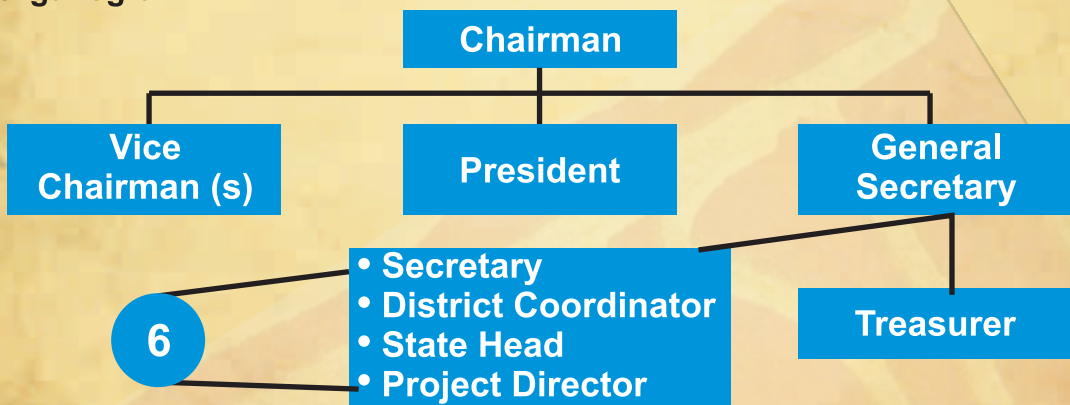 Chairman
Vice
Chairman (s)
President
General
Secretary
• Secretary
• District Coordinator
• State Head
• Project Director
6
Treasurer